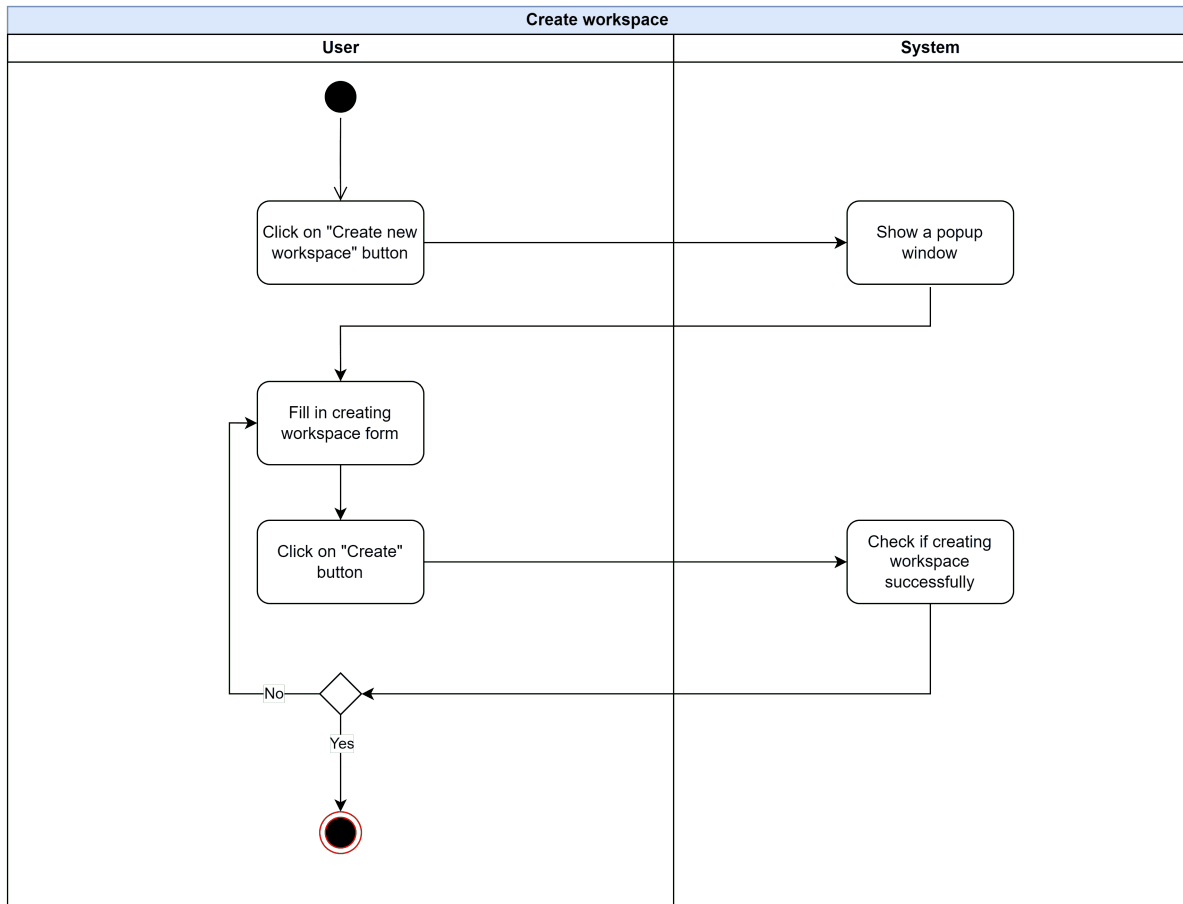 Create workspace
User
System
Click on "Create new
workspace" button
Show a popup
window
Fill in creating
workspace form
Click on "Create"
button
Check if creating
workspace
successfully
No
Yes